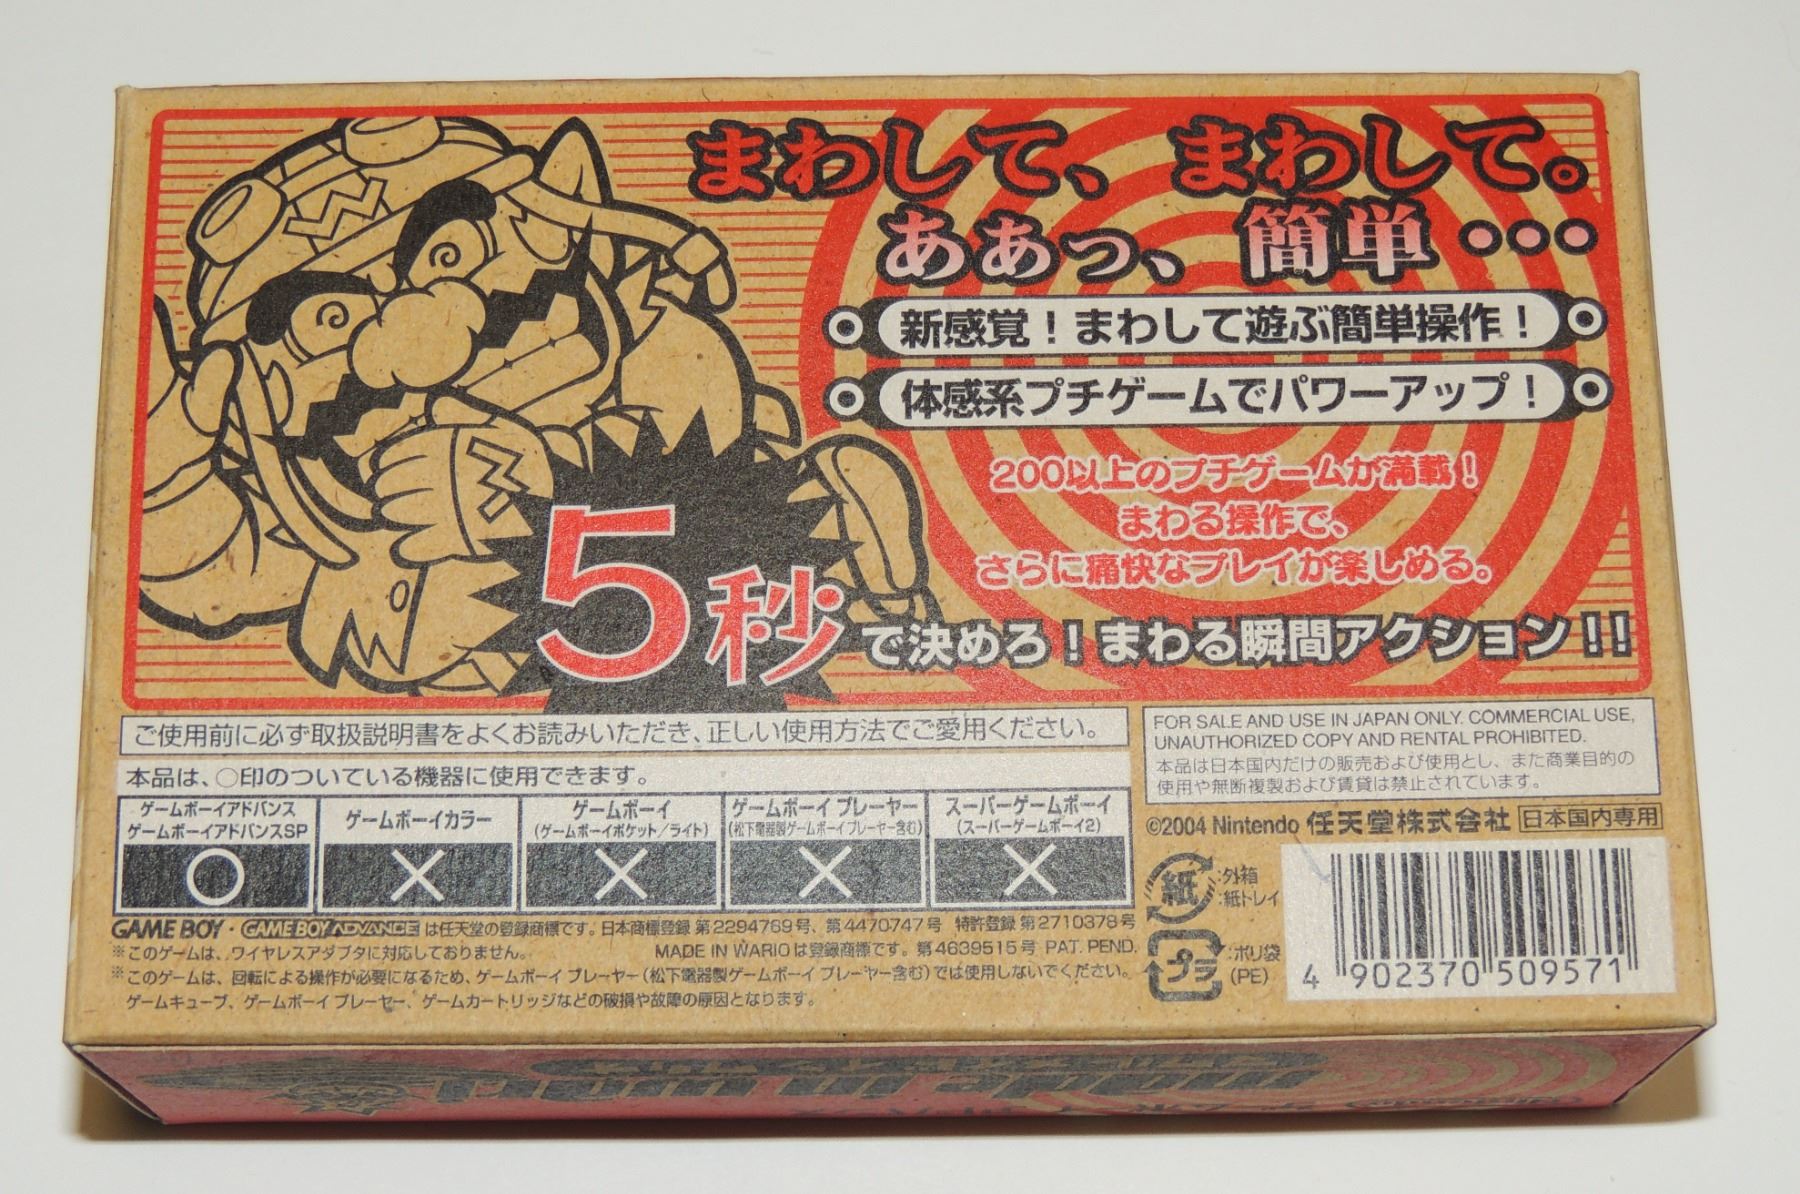 まわして、まわして。
ああっ、簡単・・・
新感覚！まわして遊ぶ簡単操作！
体感系プチゲームでパワーアップ！
200以上のプチゲームが満載！
まわる操作で、
さらに痛快なプレイが楽しめる。
5秒で決めろ！まわる瞬間アクション!!
ご使用前に必ず取扱説明書をよくお読みいただき、正しい使用方法でご愛用ください。
本品は、○印のついている機器に使用できます。
ゲームボーイアドバンス
ゲームボーイアドバンスSP
○
ゲームボーイカラー
×
ゲームボーイ
(ゲームボーイポケット/ライト)
×
ゲームボーイ プレーヤー
(松下電器製ゲームボーイ プレーヤー含む)
×
スーパーゲームボーイ
(スーパーゲームボーイ2)
×
GAME BOY・GAME BOY ADVANCE は任天堂の登録商標です。日本商標登録 第2294769号、第4470747号 特許登録 第2710378号
※このゲームは、ワイヤレスアダプタに対応しておりません。 MADE IN WARIOは登録商標です。第4639515号 PAT. PEND.
※このゲームは、回転による操作が必要になるため、ゲームボーイ プレーヤー(松下電器製ゲームボーイ プレーヤー含む)では使用しないでください。
ゲームキューブ、ゲームボーイ プレーヤー、ゲームカートリッジなどの破損や故障の原因となります。
FOR SALE AND USE IN JAPAN ONLY. COMMERCIAL USE,
UNAUTHORIZED COPY AND RENTAL PROHIBITED.
本品は日本国内だけの販売および使用とし、また商業目的の
使用や無断複製および賃貸は禁止されています。
©2004 Nintendo 任天堂株式会社 日本国内専用
紙 :外箱
:紙トレイ
プラ :ポリ袋
(PE)
4 902370 509571